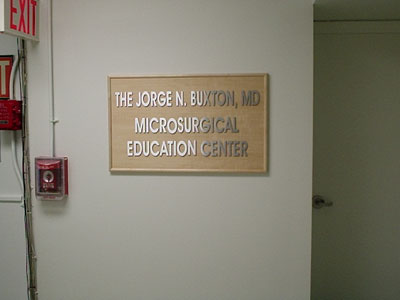 EXIT
THE JORGE N. BUXTON, MD
MICROSURGICAL
EDUCATION CENTER